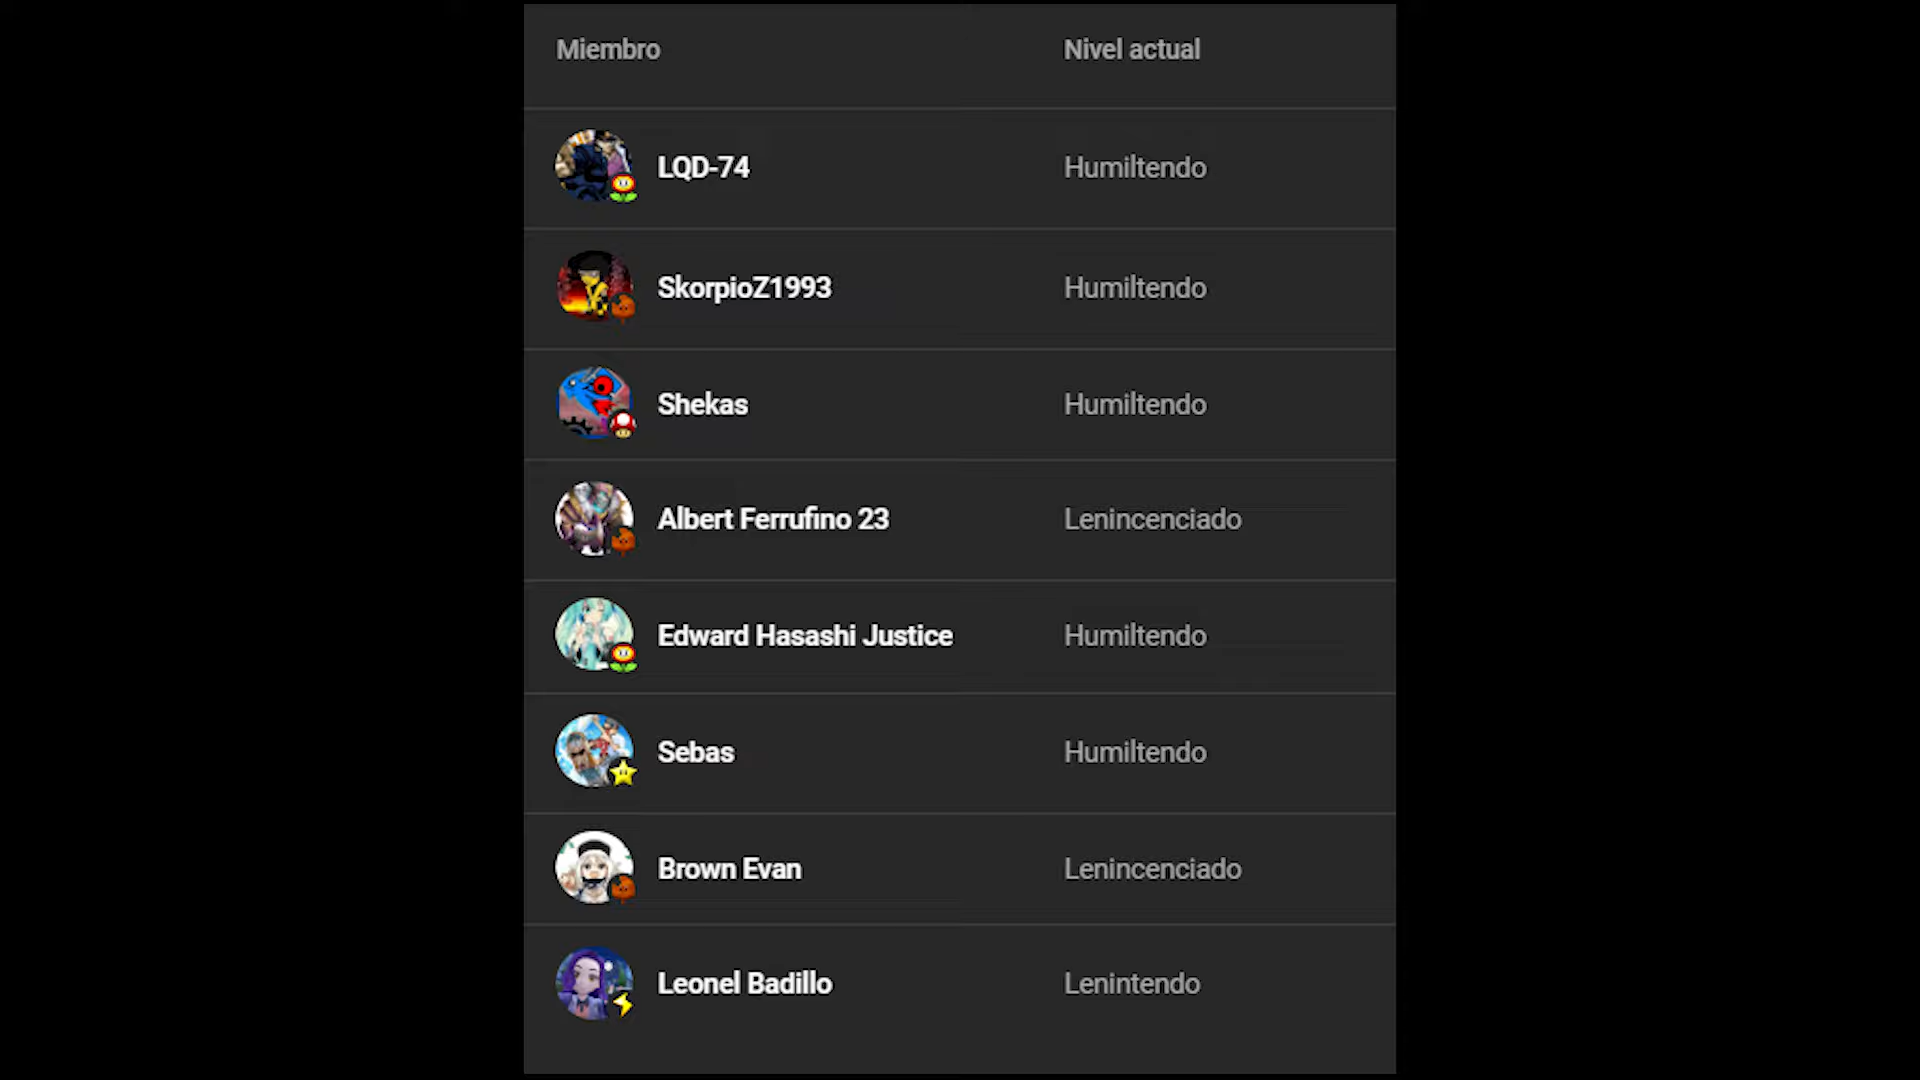 Miembro Nivel actual
LQD-74 Humiltendo
SkorpioZ1993 Humiltendo
Shekas Humiltendo
Albert Ferrufino 23 Lenincenciado
Edward Hasashi Justice Humiltendo
Sebas Humiltendo
Brown Evan Lenincenciado
Leonel Badillo Lenintendo